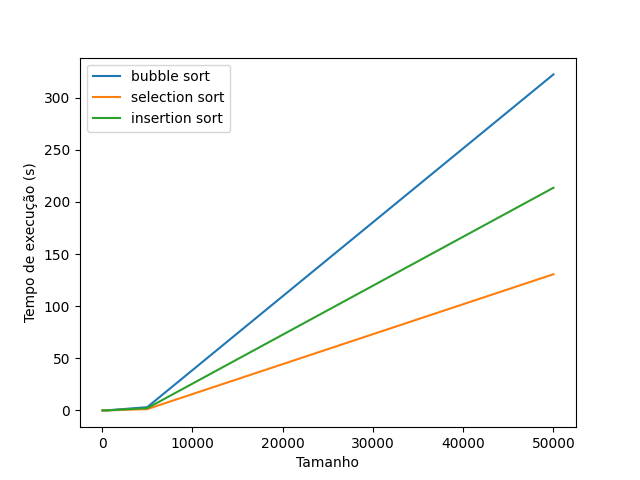 bubble sort
selection sort
insertion sort
300
250
200
150
100
50
0
Tempo de execução (s)
0 10000 20000 30000 40000 50000
Tamanho